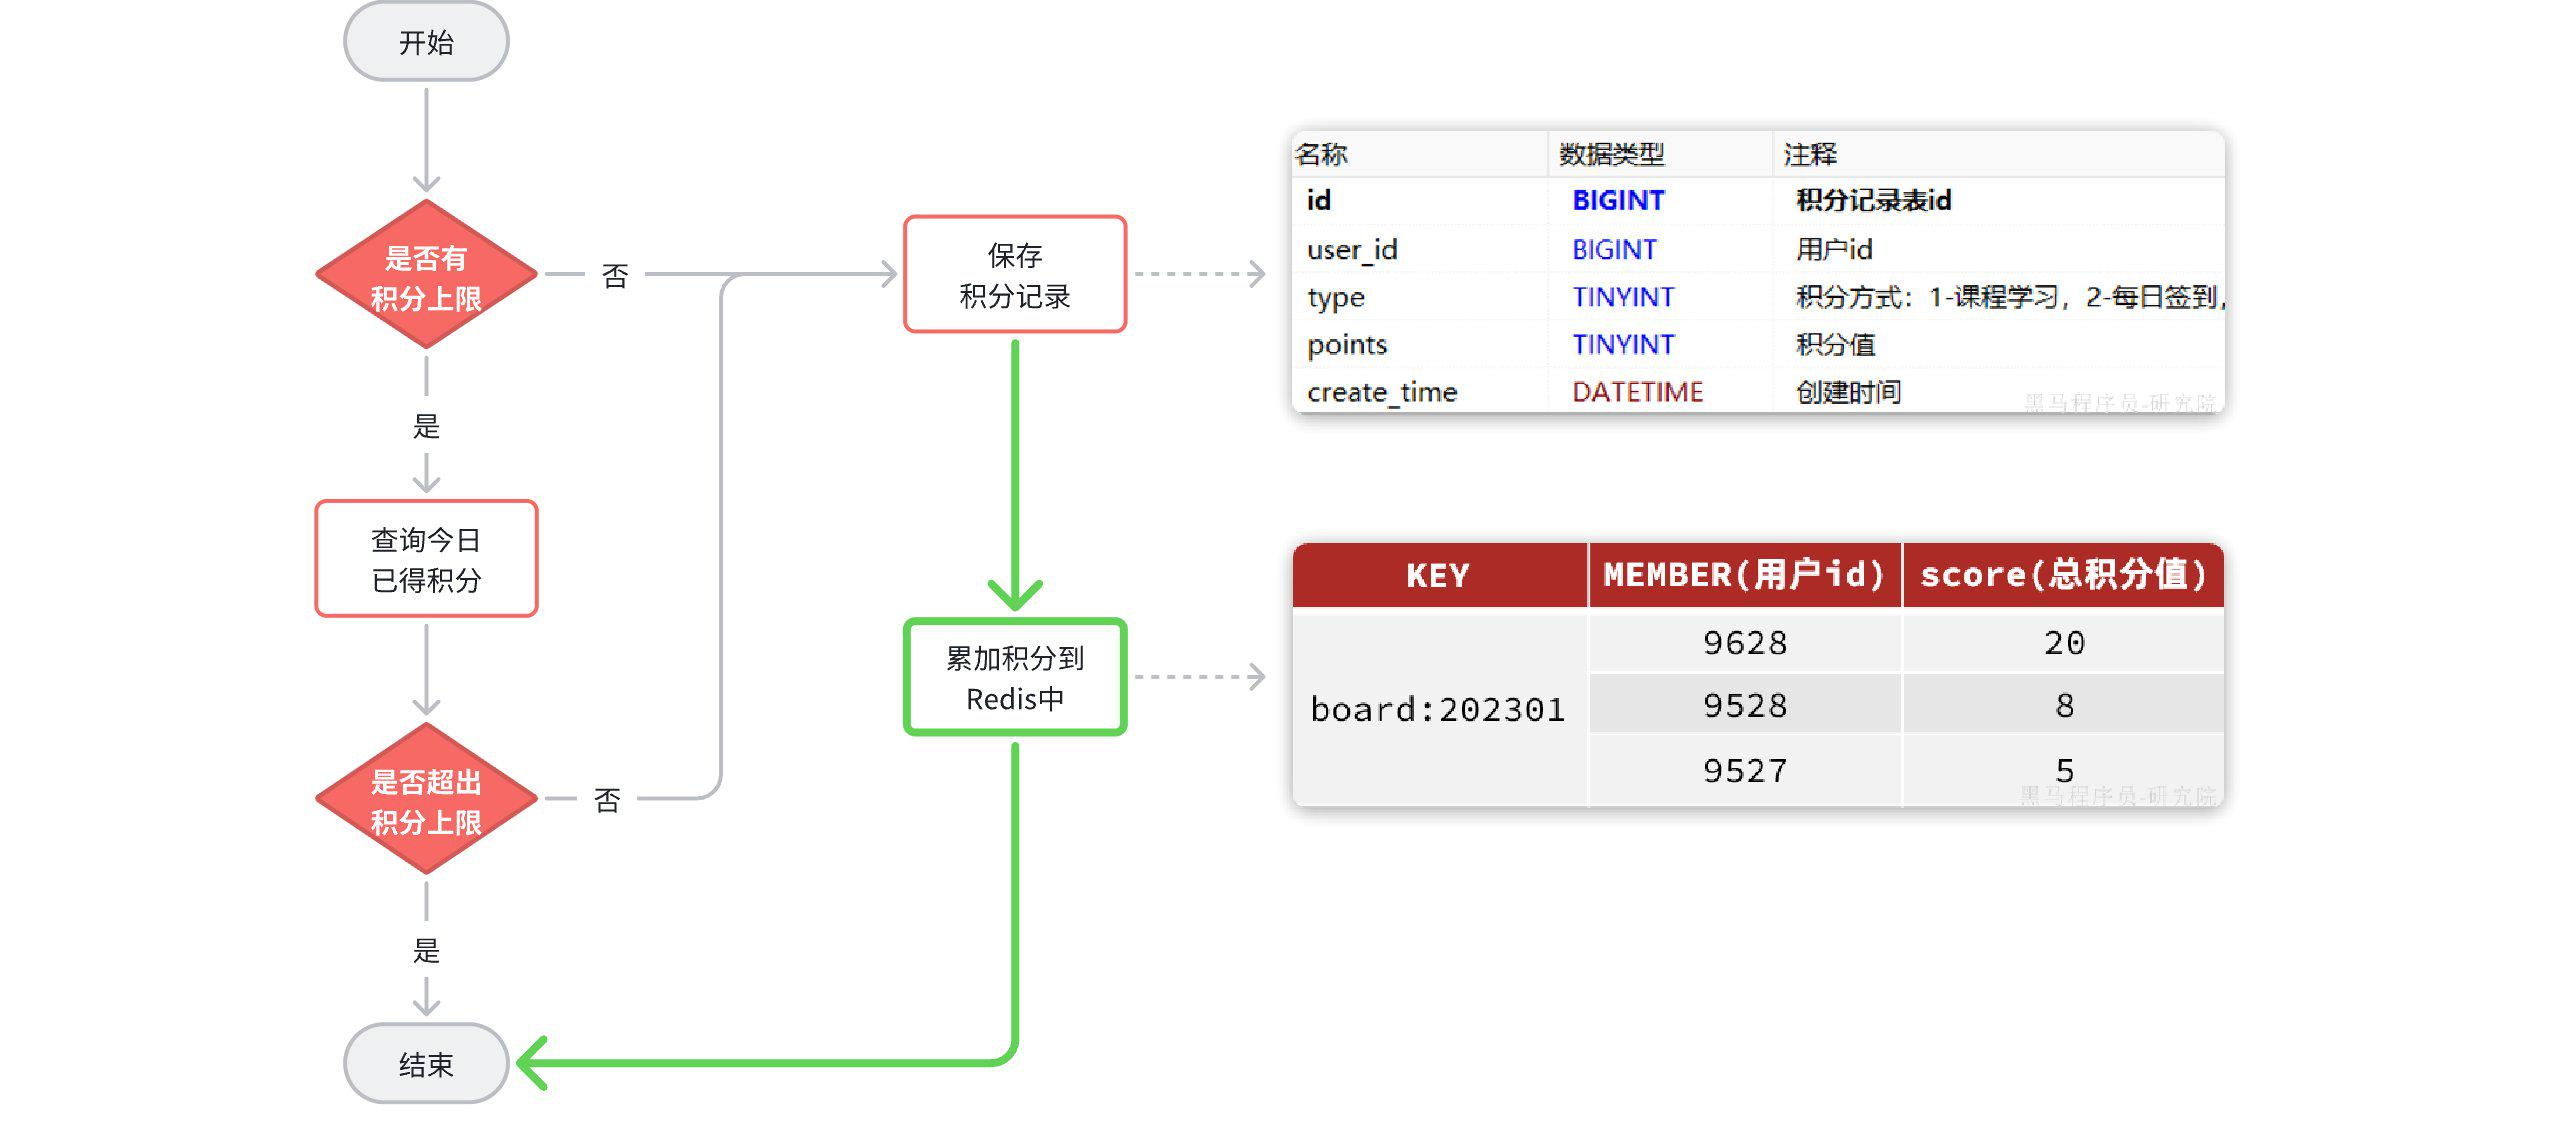 开始
是否有
积分上限
否
是
查询今日
已得积分
是否超出
积分上限
否
是
结束
保存
积分记录
累加积分到
Redis中
名称 数据类型 注释
id BIGINT 积分记录表id
user_id BIGINT 用户id
type TINYINT 积分方式：1-课程学习，2-每日签到，
points TINYINT 积分值
create_time DATETIME 创建时间
黑马程序员-研究院
KEY MEMBER(用户id) score(总积分值)
board:202301
9628 20
9528 8
9527 5
黑马程序员-研究院